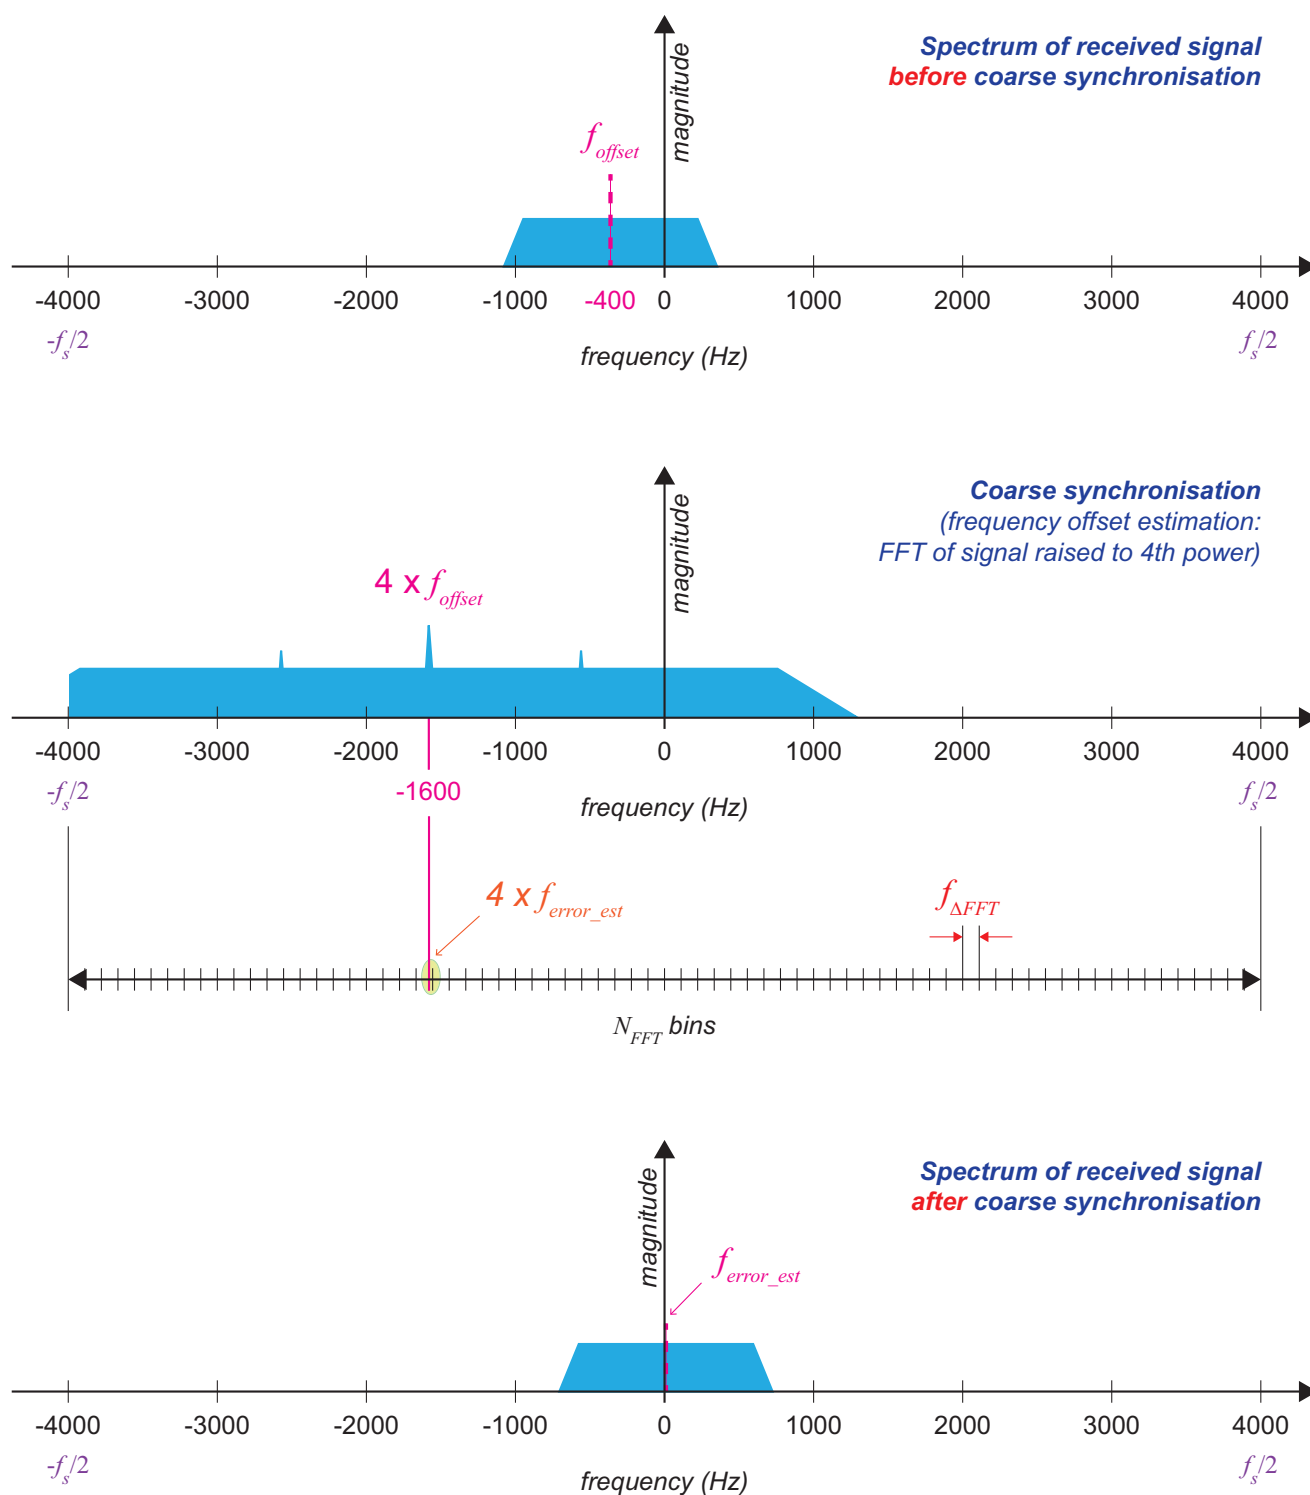 Spectrum of received signal
before coarse synchronisation
magnitude
f_offset
-4000 -3000 -2000 -1000 -400 0 1000 2000 3000 4000
-f_s/2 f_s/2
frequency (Hz)
Coarse synchronisation
(frequency offset estimation:
FFT of signal raised to 4th power)
magnitude
4 x f_offset
-4000 -3000 -2000 -1000 0 1000 2000 3000 4000
-f_s/2 -1600 f_s/2
frequency (Hz)
4 x f_error_est
f_ΔFFT
N_FFT bins
Spectrum of received signal
after coarse synchronisation
magnitude
f_error_est
-4000 -3000 -2000 -1000 0 1000 2000 3000 4000
-f_s/2 f_s/2
frequency (Hz)